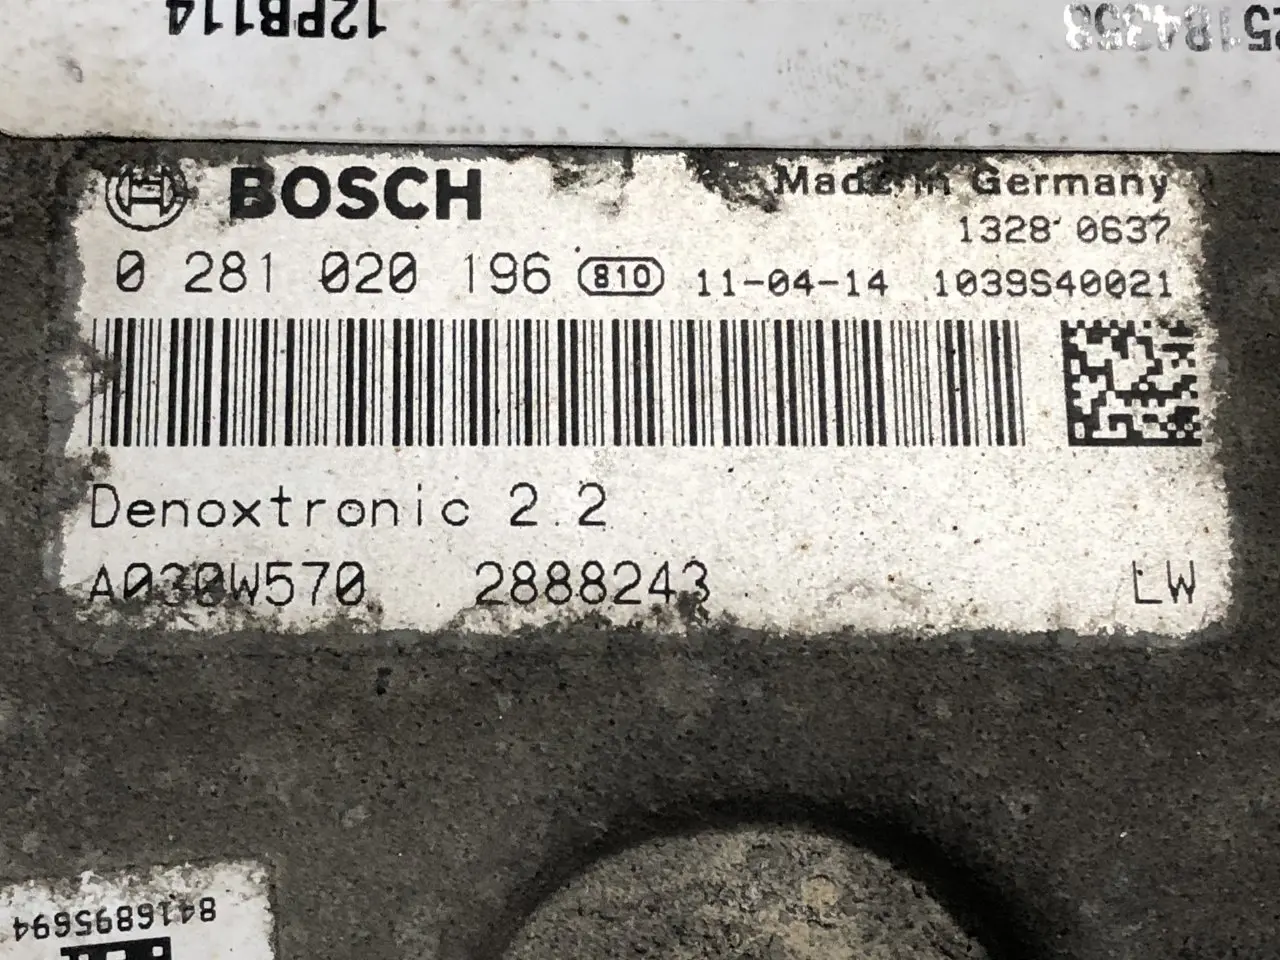 12PB114
25184358
BOSCH
Made in Germany
1328 0637
0 281 020 196 810 11-04-14 1039S40021
Denoxtronic 2.2
A030W570 2888243 LW
8416895694